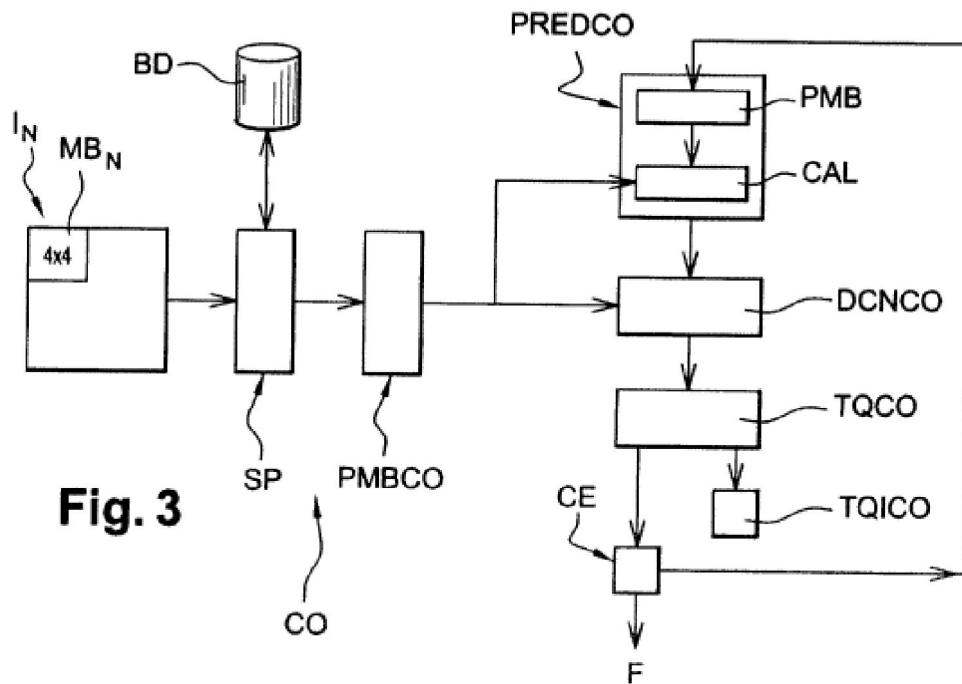 PREDCO
BD
PMB
I_N
MB_N
CAL
4x4
DCNCO
TQCO
SP
PMBCO
CE
TQICO
Fig. 3
CO
F